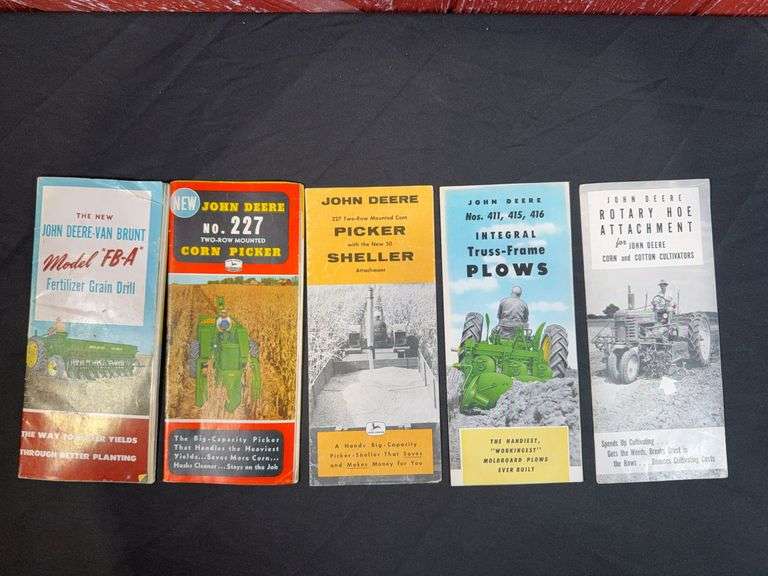 THE NEW
JOHN DEERE-VAN BRUNT
Model "FB-A"
Fertilizer Grain Drill
THE WAY TO BETTER YIELDS
THROUGH BETTER PLANTING
NEW
JOHN DEERE
NO. 227
TWO-ROW MOUNTED
CORN PICKER
The Big-Capacity Picker
That Handles the Heaviest
Yields...Saves More Corn...
Husks Cleaner...Stays on the Job
JOHN DEERE
227 Two-Row Mounted Corn
PICKER
with the New 50
SHELLER
Attachment
A Handy Big-Capacity
Picker-Sheller That Saves
and Makes Money for You
JOHN DEERE
Nos. 411, 415, 416
INTEGRAL
Truss-Frame
PLOWS
THE HANDIEST,
"WORKINGEST"
MOLDBOARD PLOWS
EVER BUILT
JOHN DEERE
ROTARY HOE
ATTACHMENT
for JOHN DEERE
CORN and COTTON CULTIVATORS
Speeds Up Cultivating
Gets the Weeds, Breaks Crust in
the Rows . . . Reduces Cultivating Costs